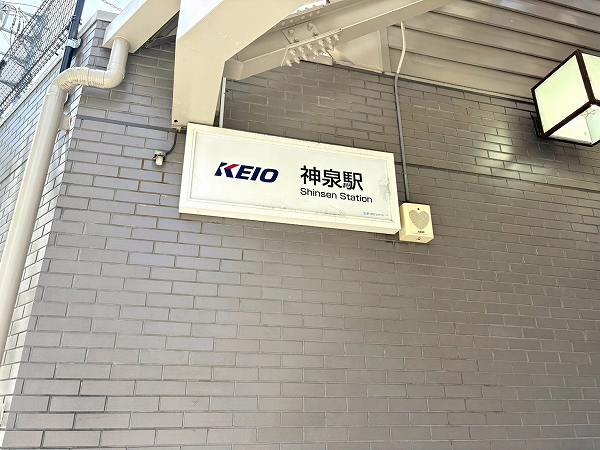 KEIO 神泉駅
Shinsen Station